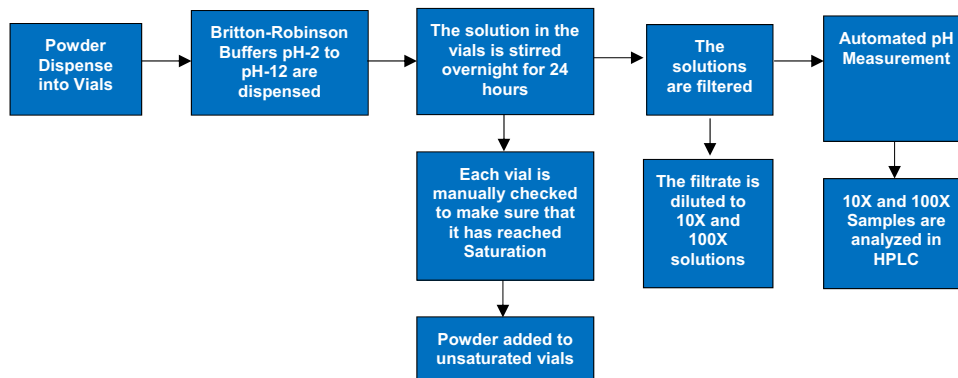 Powder
Dispense
into Vials
Britton-Robinson
Buffers pH-2 to
pH-12 are
dispensed
The solution in the
vials is stirred
overnight for 24
hours
The
solutions
are filtered
Automated pH
Measurement
Each vial is
manually checked
to make sure that
it has reached
Saturation
The filtrate is
diluted to
10X and
100X
solutions
10X and 100X
Samples are
analyzed in
HPLC
Powder added to
unsaturated vials